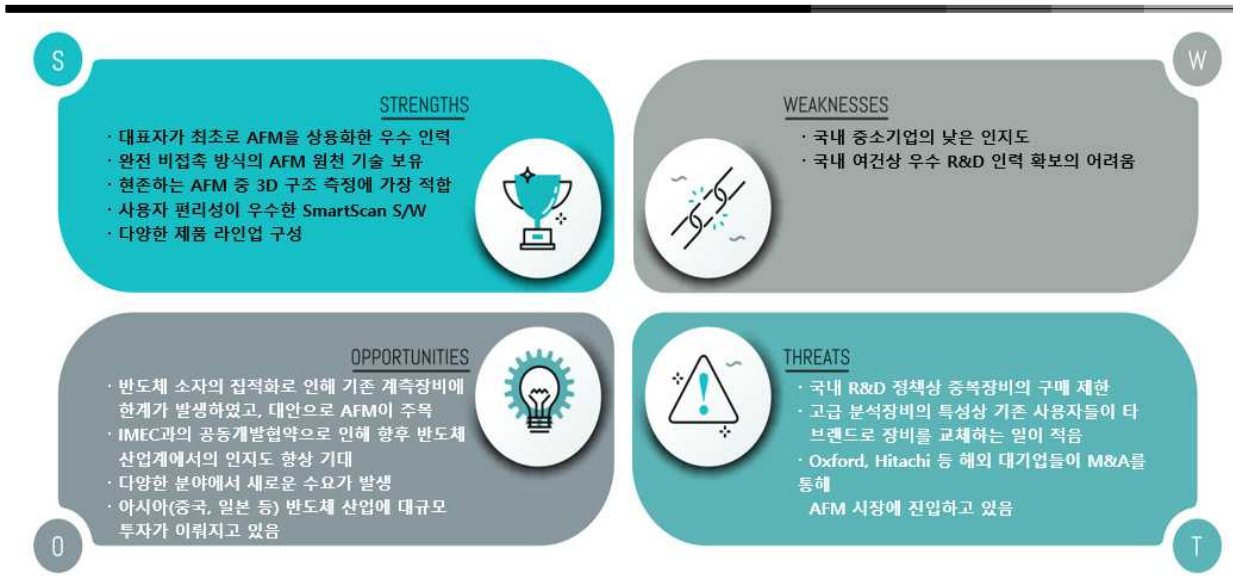 S
STRENGTHS
· 대표자가 최초로 AFM을 상용화한 우수 인력
· 완전 비접촉 방식의 AFM 원천 기술 보유
· 현존하는 AFM 중 3D 구조 측정에 가장 적합
· 사용자 편리성이 우수한 SmartScan S/W
· 다양한 제품 라인업 구성
W
WEAKNESSES
· 국내 중소기업의 낮은 인지도
· 국내 여건상 우수 R&D 인력 확보의 어려움
OPPORTUNITIES
· 반도체 소자의 집적화로 인해 기존 계측장비에
한계가 발생하였고, 대안으로 AFM이 주목
· IMEC과의 공동개발협약으로 인해 향후 반도체
산업계에서의 인지도 향상 기대
· 다양한 분야에서 새로운 수요가 발생
· 아시아(중국, 일본 등) 반도체 산업에 대규모
투자가 이뤄지고 있음
O
THREATS
· 국내 R&D 정책상 중복장비의 구매 제한
· 고급 분석장비의 특성상 기존 사용자들이 타
브랜드로 장비를 교체하는 일이 적음
· Oxford, Hitachi 등 해외 대기업들이 M&A를
통해
AFM 시장에 진입하고 있음
T